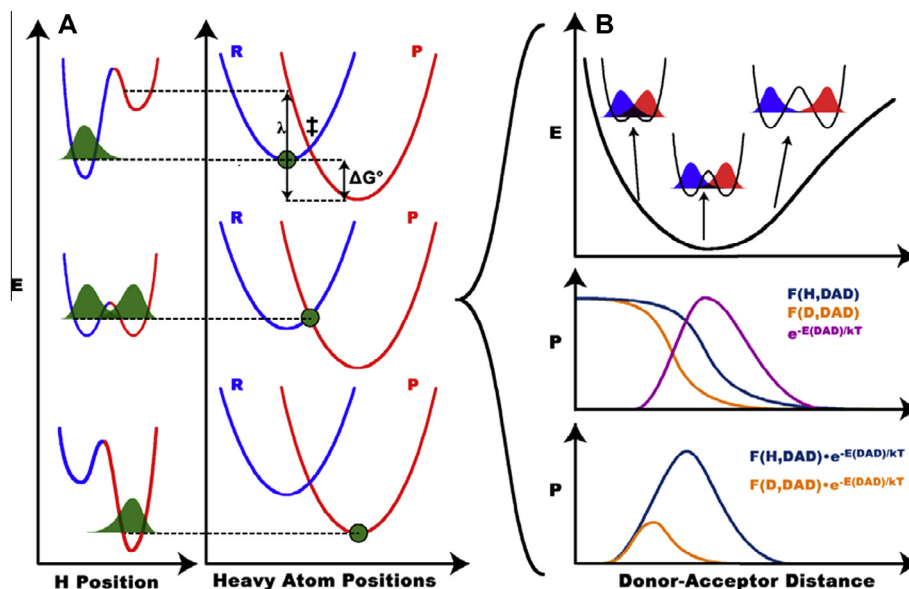 A
B
R
P
λ
‡
ΔG°
R
P
R
P
E
H Position
Heavy Atom Positions
E
P
F(H,DAD)
F(D,DAD)
e-E(DAD)/kT
P
F(H,DAD)•e-E(DAD)/kT
F(D,DAD)•e-E(DAD)/kT
Donor-Acceptor Distance